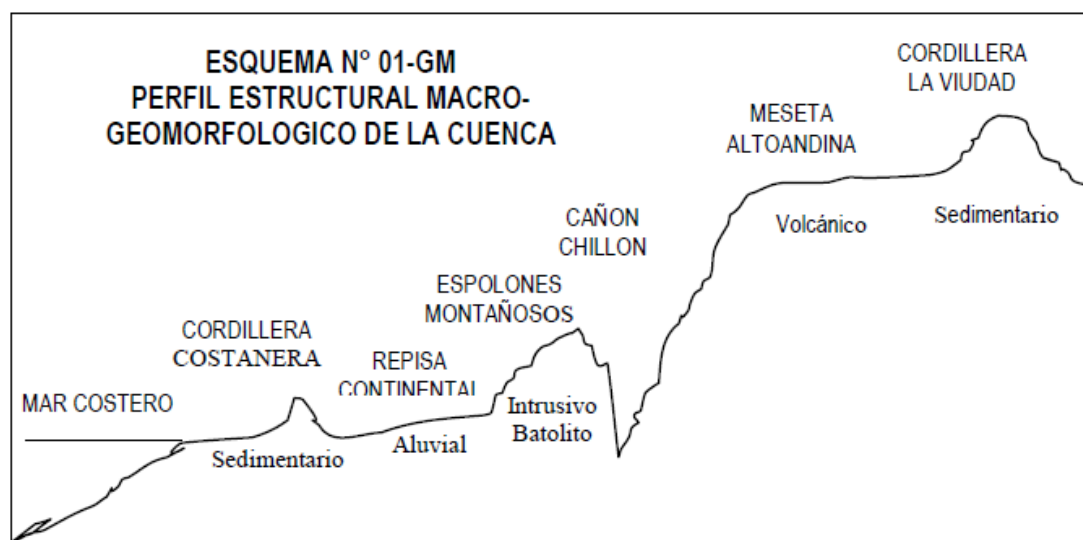 ESQUEMA N° 01-GM
PERFIL ESTRUCTURAL MACRO-
GEOMORFOLOGICO DE LA CUENCA
CORDILLERA
LA VIUDAD
MESETA
ALTOANDINA
Volcánico
Sedimentario
CAÑON
CHILLON
ESPOLONES
MONTAÑOSOS
CORDILLERA
COSTANERA
REPISA
CONTINENTAL
MAR COSTERO
Intrusivo
Batolito
Aluvial
Sedimentario